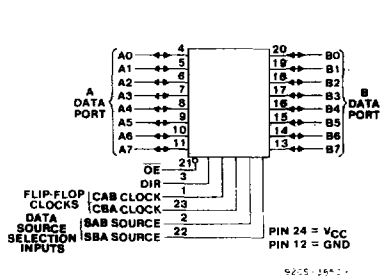 A0 4 20 B0
A1 5 19 B1
A2 6 18 B2
A3 7 17 B3
A4 8 16 B4
A5 9 15 B5
A6 10 14 B6
A7 11 13 B7
A DATA PORT
B DATA PORT
OE 21
DIR 3
FLIP-FLOP CLOCKS
CAB CLOCK 1
CBA CLOCK 23
DATA SOURCE SELECTION INPUTS
SAB SOURCE 2
SBA SOURCE 22
PIN 24 = VCC
PIN 12 = GND